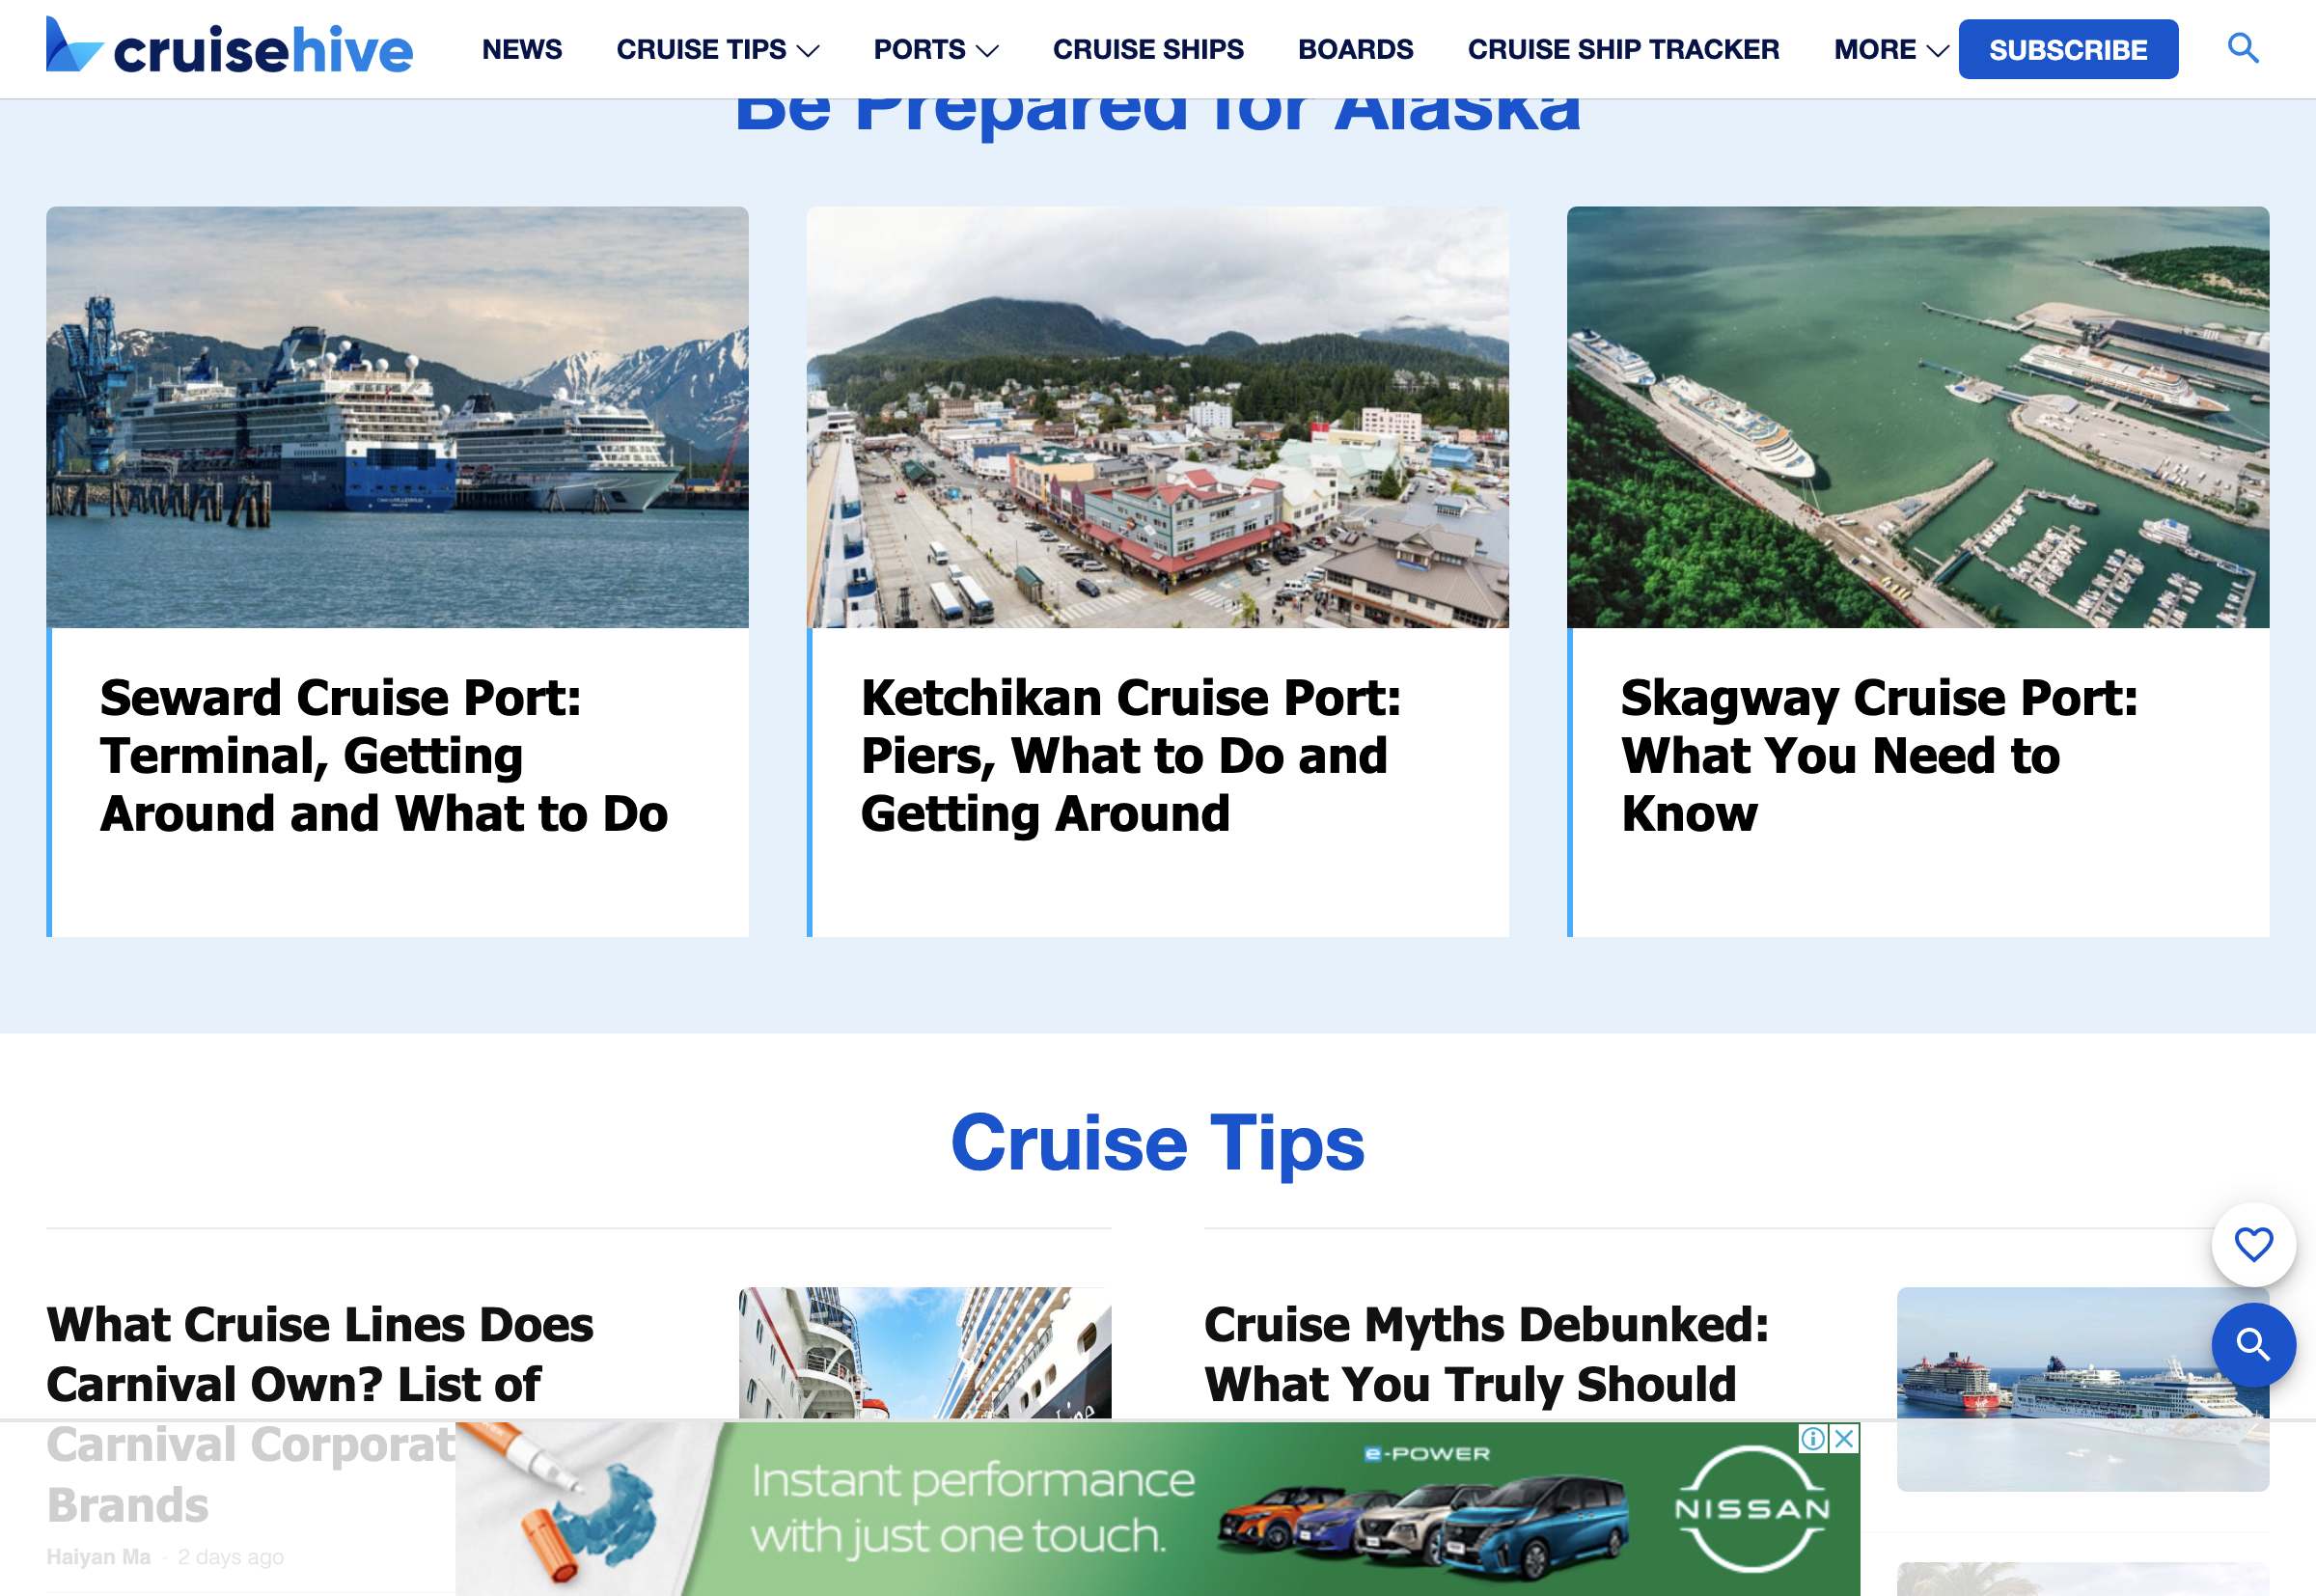 cruisehive
NEWS
CRUISE TIPS
PORTS
CRUISE SHIPS
BOARDS
CRUISE SHIP TRACKER
MORE
SUBSCRIBE
Be Prepared for Alaska
Seward Cruise Port:
Terminal, Getting
Around and What to Do
Ketchikan Cruise Port:
Piers, What to Do and
Getting Around
Skagway Cruise Port:
What You Need to
Know
Cruise Tips
What Cruise Lines Does
Carnival Own? List of
Carnival Corporat
Brands
Haiyan Ma - 2 days ago
Cruise Myths Debunked:
What You Truly Should
Instant performance
with just one touch.
e-POWER
NISSAN